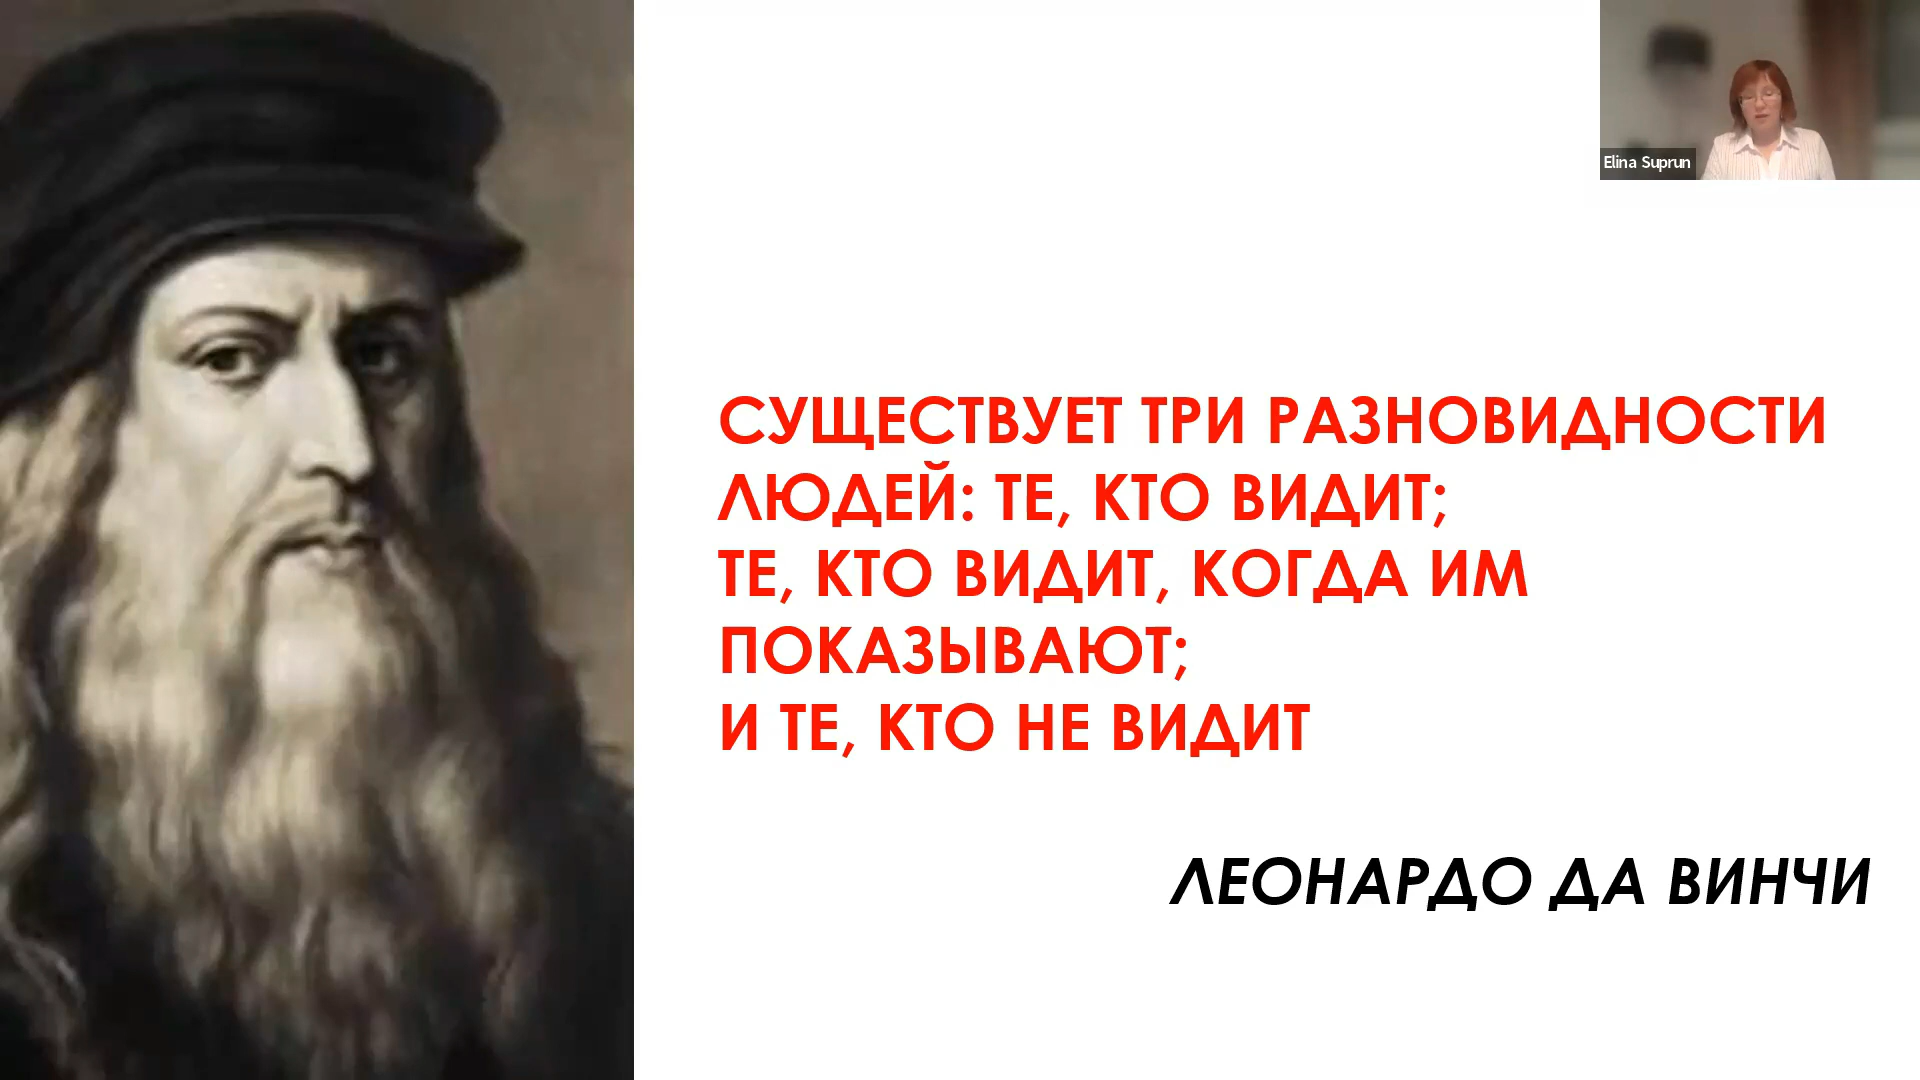 Elina Suprun
СУЩЕСТВУЕТ ТРИ РАЗНОВИДНОСТИ
ЛЮДЕЙ: ТЕ, КТО ВИДИТ;
ТЕ, КТО ВИДИТ, КОГДА ИМ
ПОКАЗЫВАЮТ;
И ТЕ, КТО НЕ ВИДИТ
ЛЕОНАРДО ДА ВИНЧИ